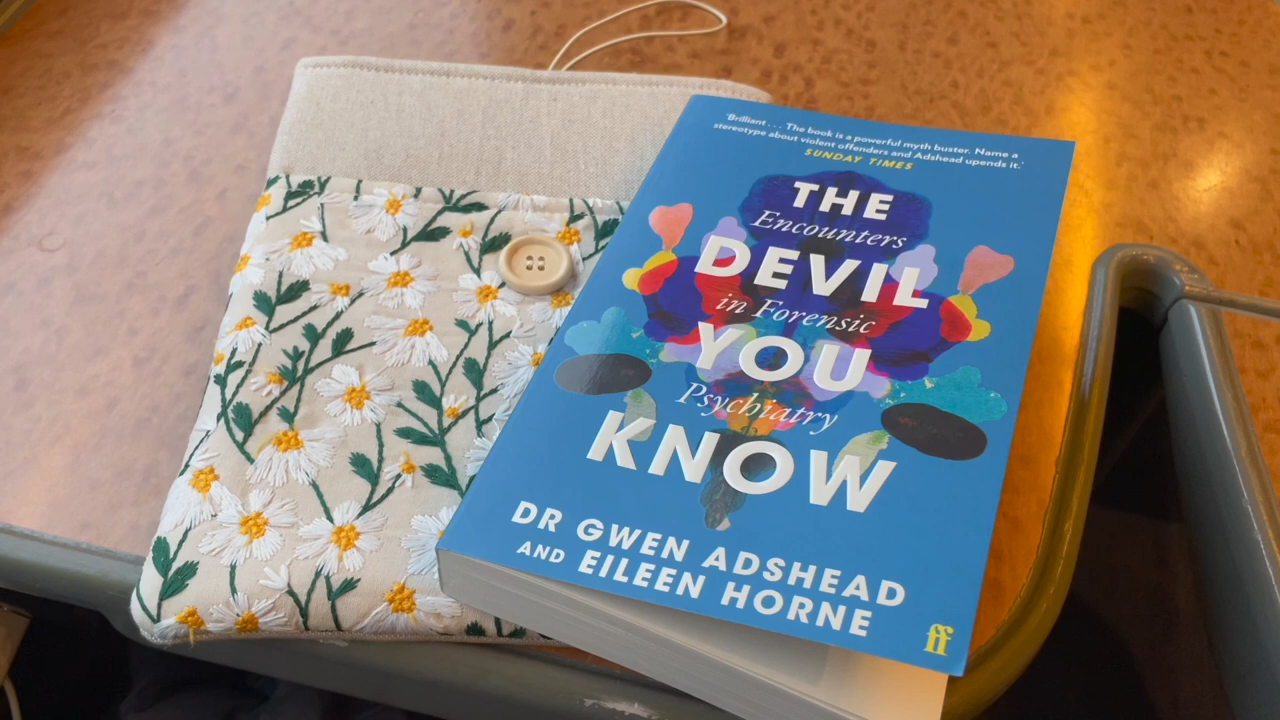 'Brilliant . . . The book is a powerful myth buster. Name a
stereotype about violent offenders and Adshead upends it.'
SUNDAY TIMES
THE
Encounters
DEVIL
in Forensic
YOU
Psychiatry
KNOW
DR GWEN ADSHEAD
AND EILEEN HORNE
ff